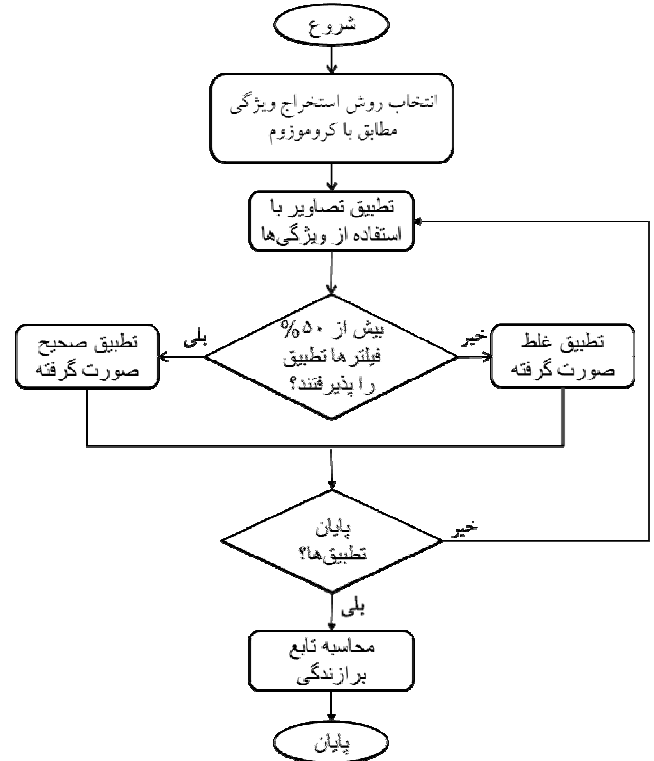 شروع
انتخاب روش استخراج ویژگی
مطابق با کروموزوم
تطبیق تصاویر با
استفاده از ویژگی‌ها
بیش از ۵۰%
فیلترها تطبیق
را پذیرفتند؟
خیر
تطبیق غلط
صورت گرفته
بلی
تطبیق صحیح
صورت گرفته
پایان
تطبیق‌ها؟
خیر
بلی
محاسبه تابع
برازندگی
پایان